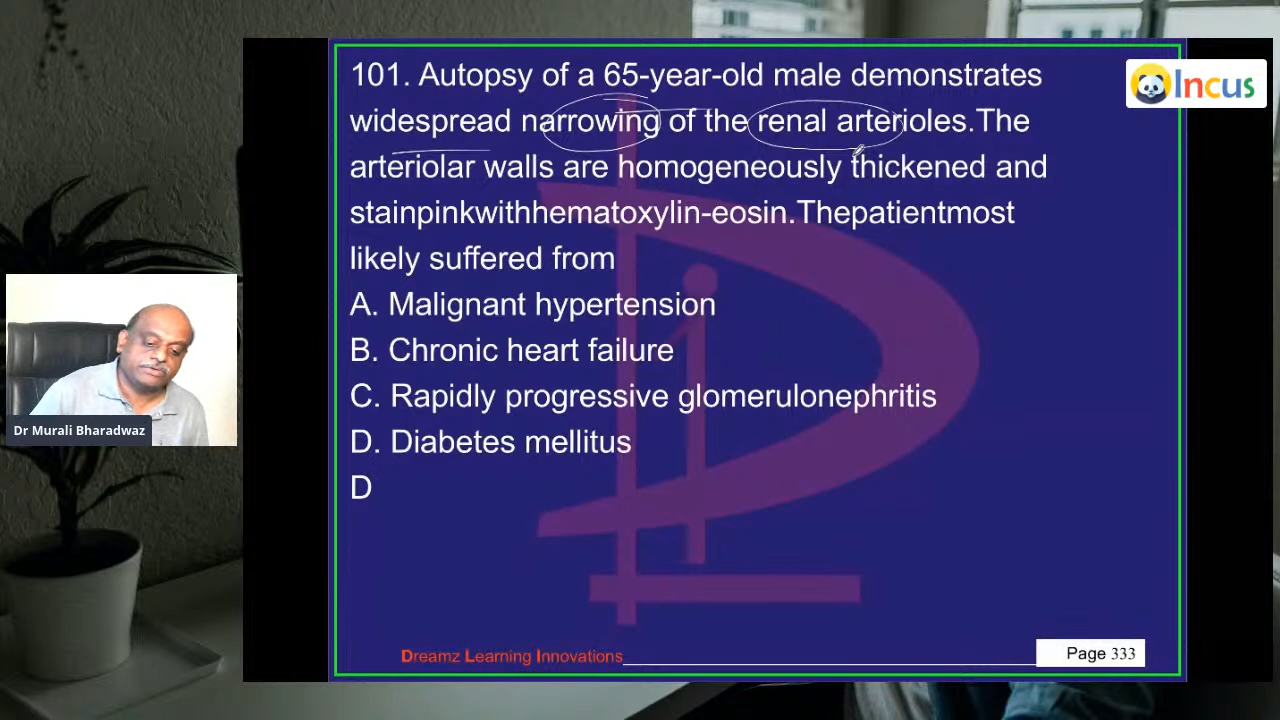 101. Autopsy of a 65-year-old male demonstrates
widespread narrowing of the renal arterioles.The
arteriolar walls are homogeneously thickened and
stainpinkwithhematoxylin-eosin.Thepatientmost
likely suffered from
A. Malignant hypertension
B. Chronic heart failure
C. Rapidly progressive glomerulonephritis
D. Diabetes mellitus
D
Dreamz Learning Innovations
Page 333
Incus
Dr Murali Bharadwaz